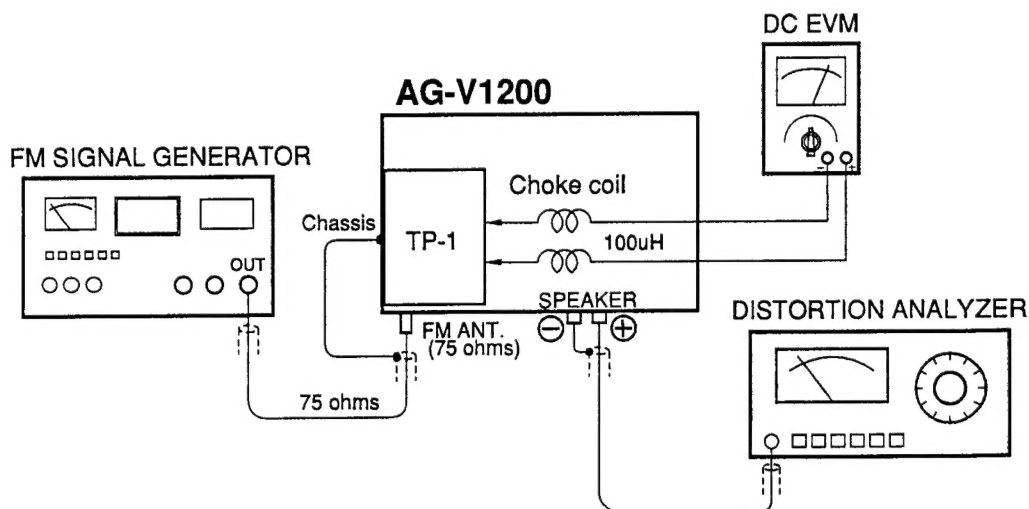 DC EVM
AG-V1200
FM SIGNAL GENERATOR
- +
Choke coil
Chassis
TP-1
100uH
OUT
SPEAKER
DISTORTION ANALYZER
⊖ ⊕
FM ANT.
(75 ohms)
75 ohms